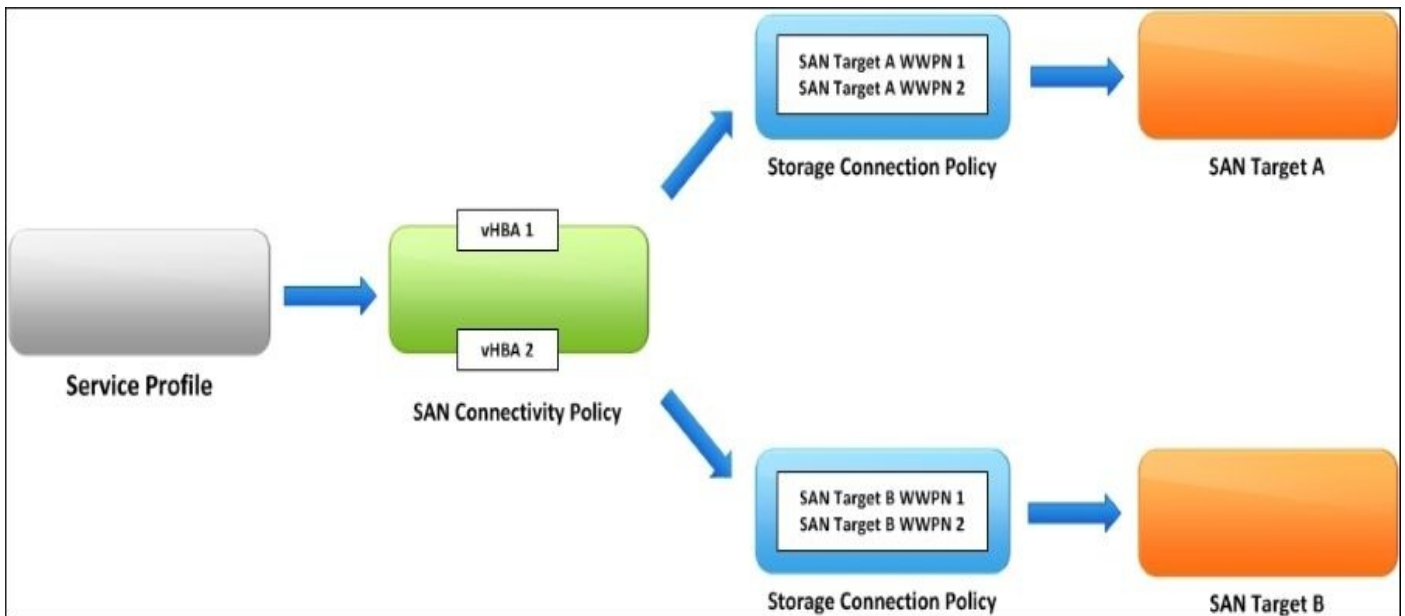 Service Profile
vHBA 1
vHBA 2
SAN Connectivity Policy
SAN Target A WWPN 1
SAN Target A WWPN 2
Storage Connection Policy
SAN Target A
SAN Target B WWPN 1
SAN Target B WWPN 2
Storage Connection Policy
SAN Target B